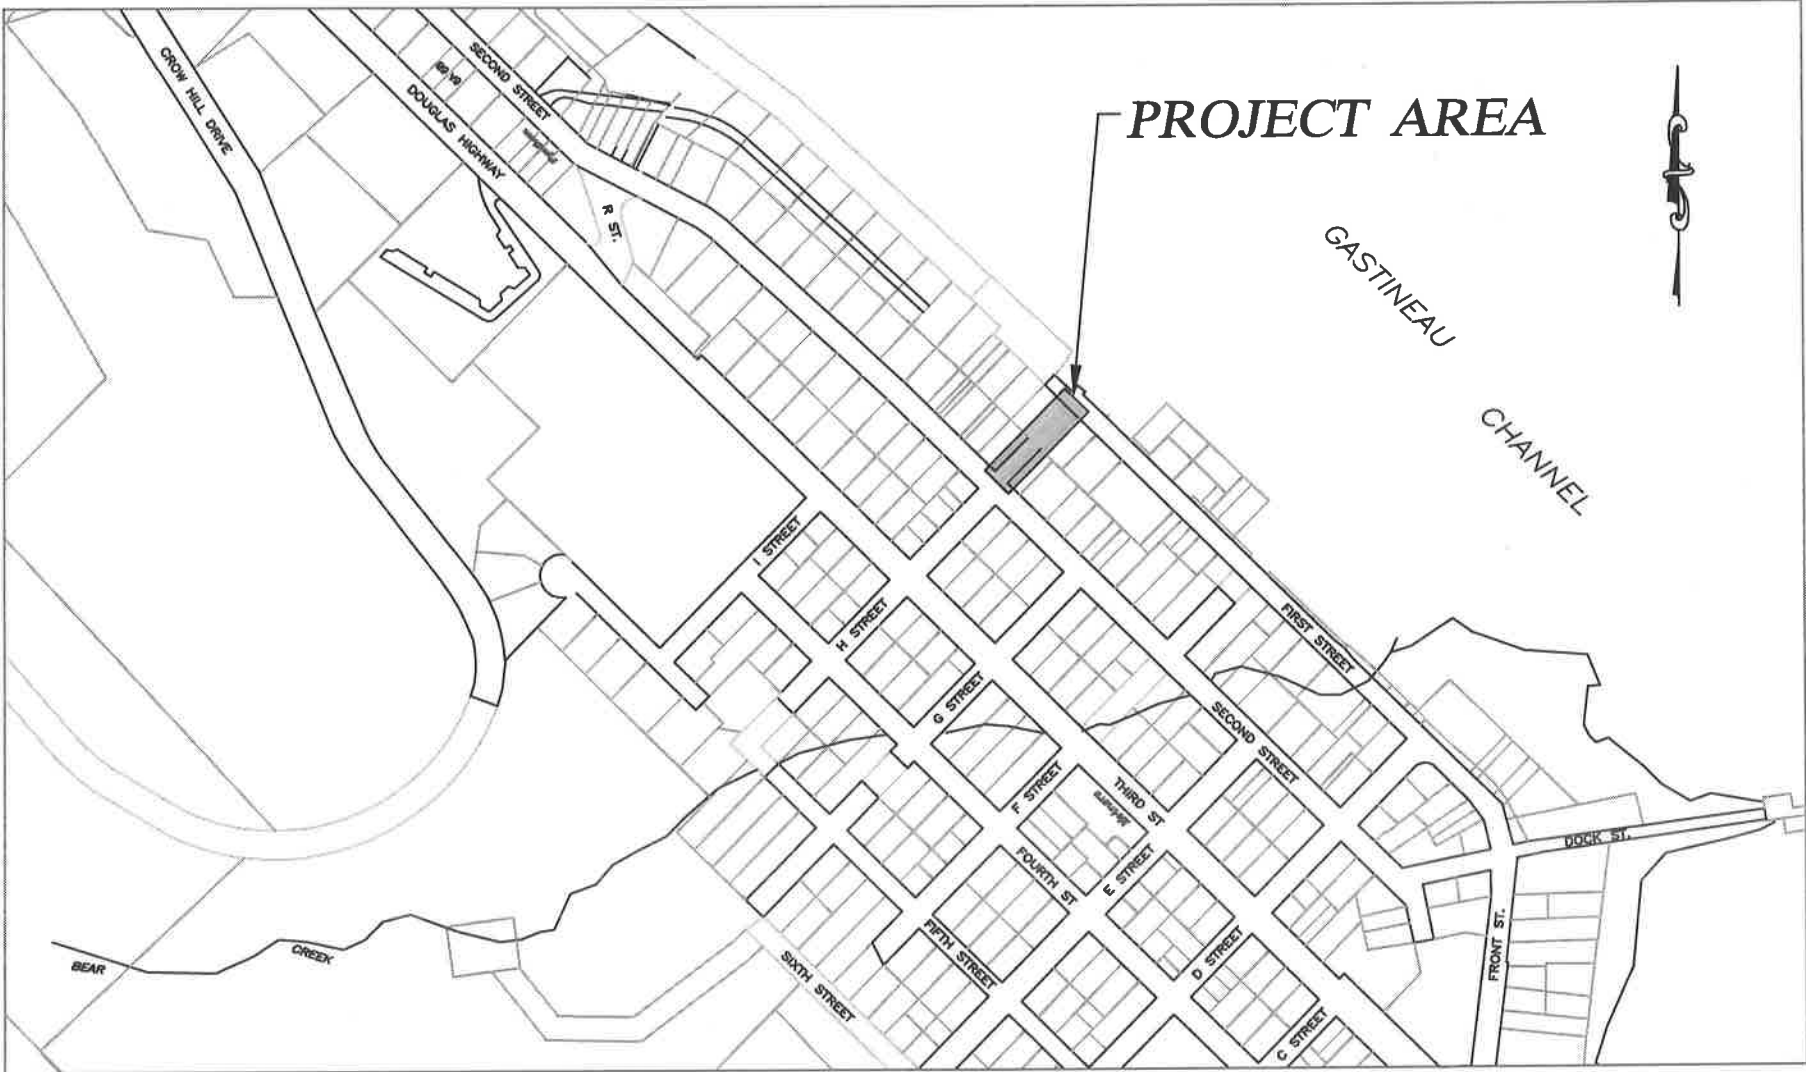 PROJECT AREA
GASTINEAU
CHANNEL
CROW HILL DRIVE
SECOND STREET
DOUGLAS HIGHWAY
R ST.
I STREET
H STREET
G STREET
F STREET
E STREET
D STREET
C STREET
FIRST STREET
SECOND STREET
THIRD ST
FOURTH ST
FIFTH STREET
SIXTH STREET
DOCK ST.
FRONT ST.
BEAR
CREEK